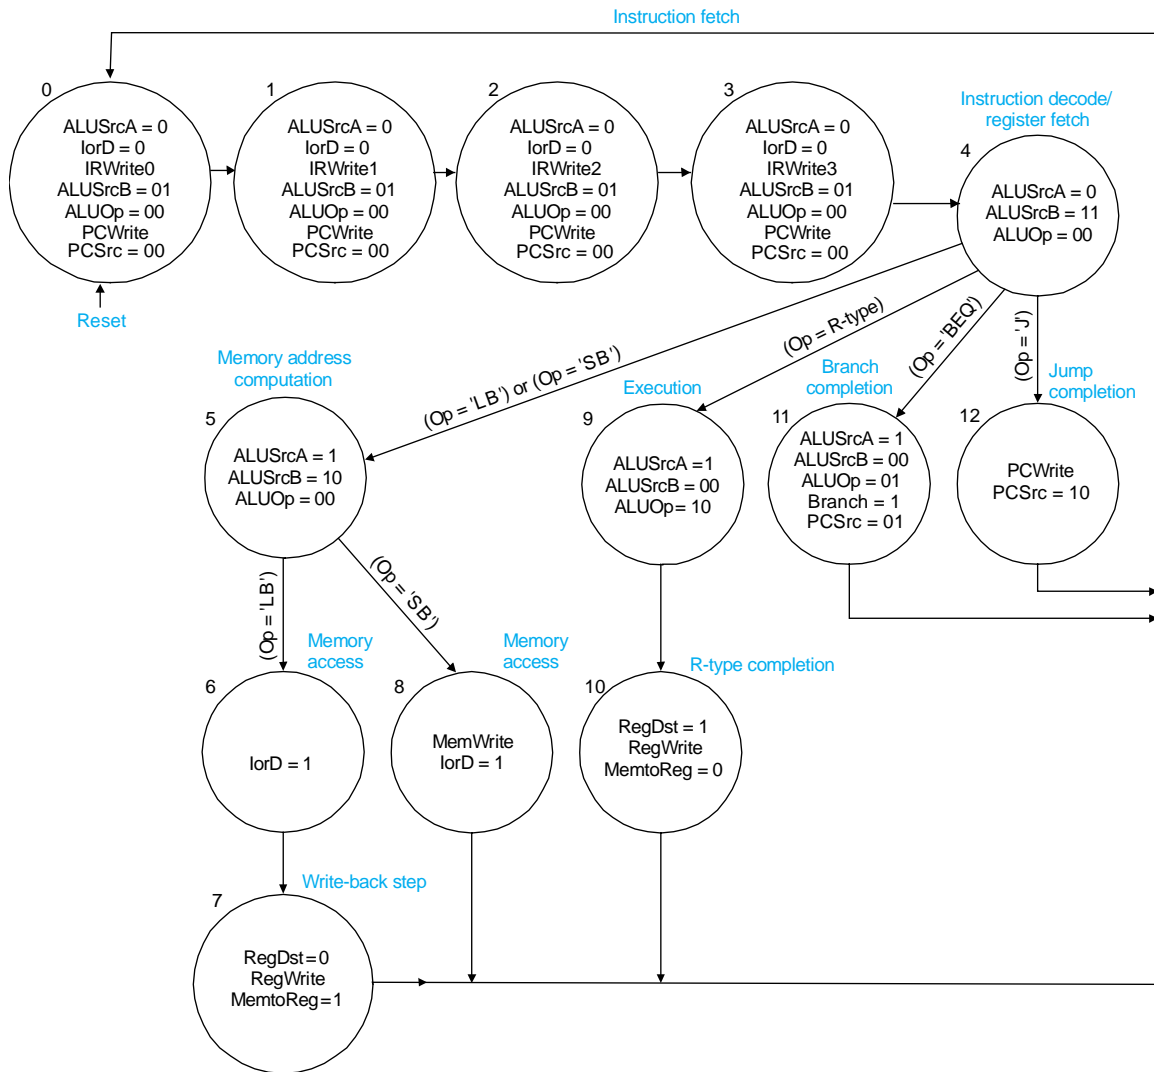 Instruction fetch
0
ALUSrcA = 0
IorD = 0
IRWrite0
ALUSrcB = 01
ALUOp = 00
PCWrite
PCSrc = 00
Reset
1
ALUSrcA = 0
IorD = 0
IRWrite1
ALUSrcB = 01
ALUOp = 00
PCWrite
PCSrc = 00
2
ALUSrcA = 0
IorD = 0
IRWrite2
ALUSrcB = 01
ALUOp = 00
PCWrite
PCSrc = 00
3
ALUSrcA = 0
IorD = 0
IRWrite3
ALUSrcB = 01
ALUOp = 00
PCWrite
PCSrc = 00
Instruction decode/
register fetch
4
ALUSrcA = 0
ALUSrcB = 11
ALUOp = 00
(Op = 'LB') or (Op = 'SB')
(Op = R-type)
(Op = 'BEQ')
(Op = 'J')
Memory address
computation
5
ALUSrcA = 1
ALUSrcB = 10
ALUOp = 00
Execution
9
ALUSrcA = 1
ALUSrcB = 00
ALUOp= 10
Branch
completion
11
ALUSrcA = 1
ALUSrcB = 00
ALUOp = 01
Branch = 1
PCSrc = 01
Jump
completion
12
PCWrite
PCSrc = 10
(Op = 'LB')
(Op = 'SB')
Memory
access
6
IorD = 1
Memory
access
8
MemWrite
IorD = 1
R-type completion
10
RegDst = 1
RegWrite
MemtoReg = 0
Write-back step
7
RegDst = 0
RegWrite
MemtoReg = 1